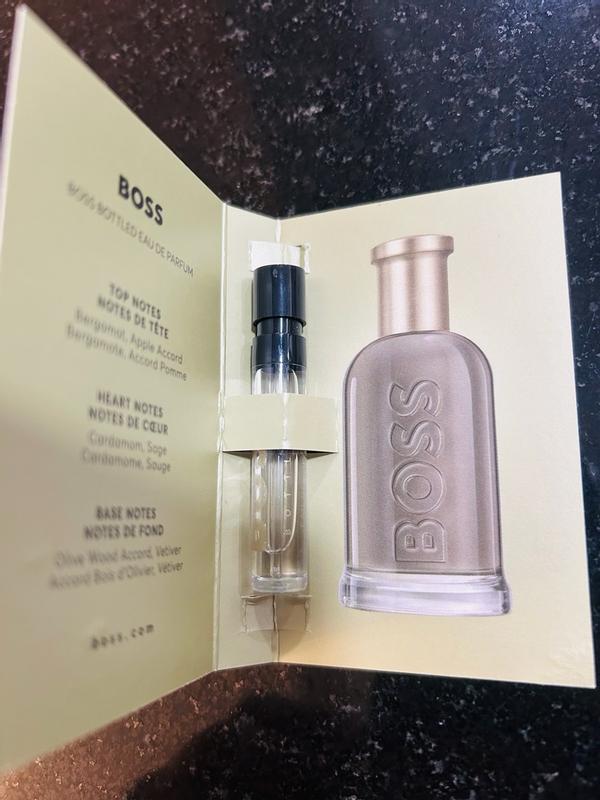 BOSS
BOSS BOTTLED EAU DE PARFUM
TOP NOTES
NOTES DE TÊTE
Bergamot, Apple Accord
Bergamote, Accord Pomme
HEART NOTES
NOTES DE CŒUR
Cardamom, Sage
Cardamome, Sauge
BASE NOTES
NOTES DE FOND
Olive Wood Accord, Vetiver
Accord Bois d'Olivier, Vétiver
boss.com
BOSS